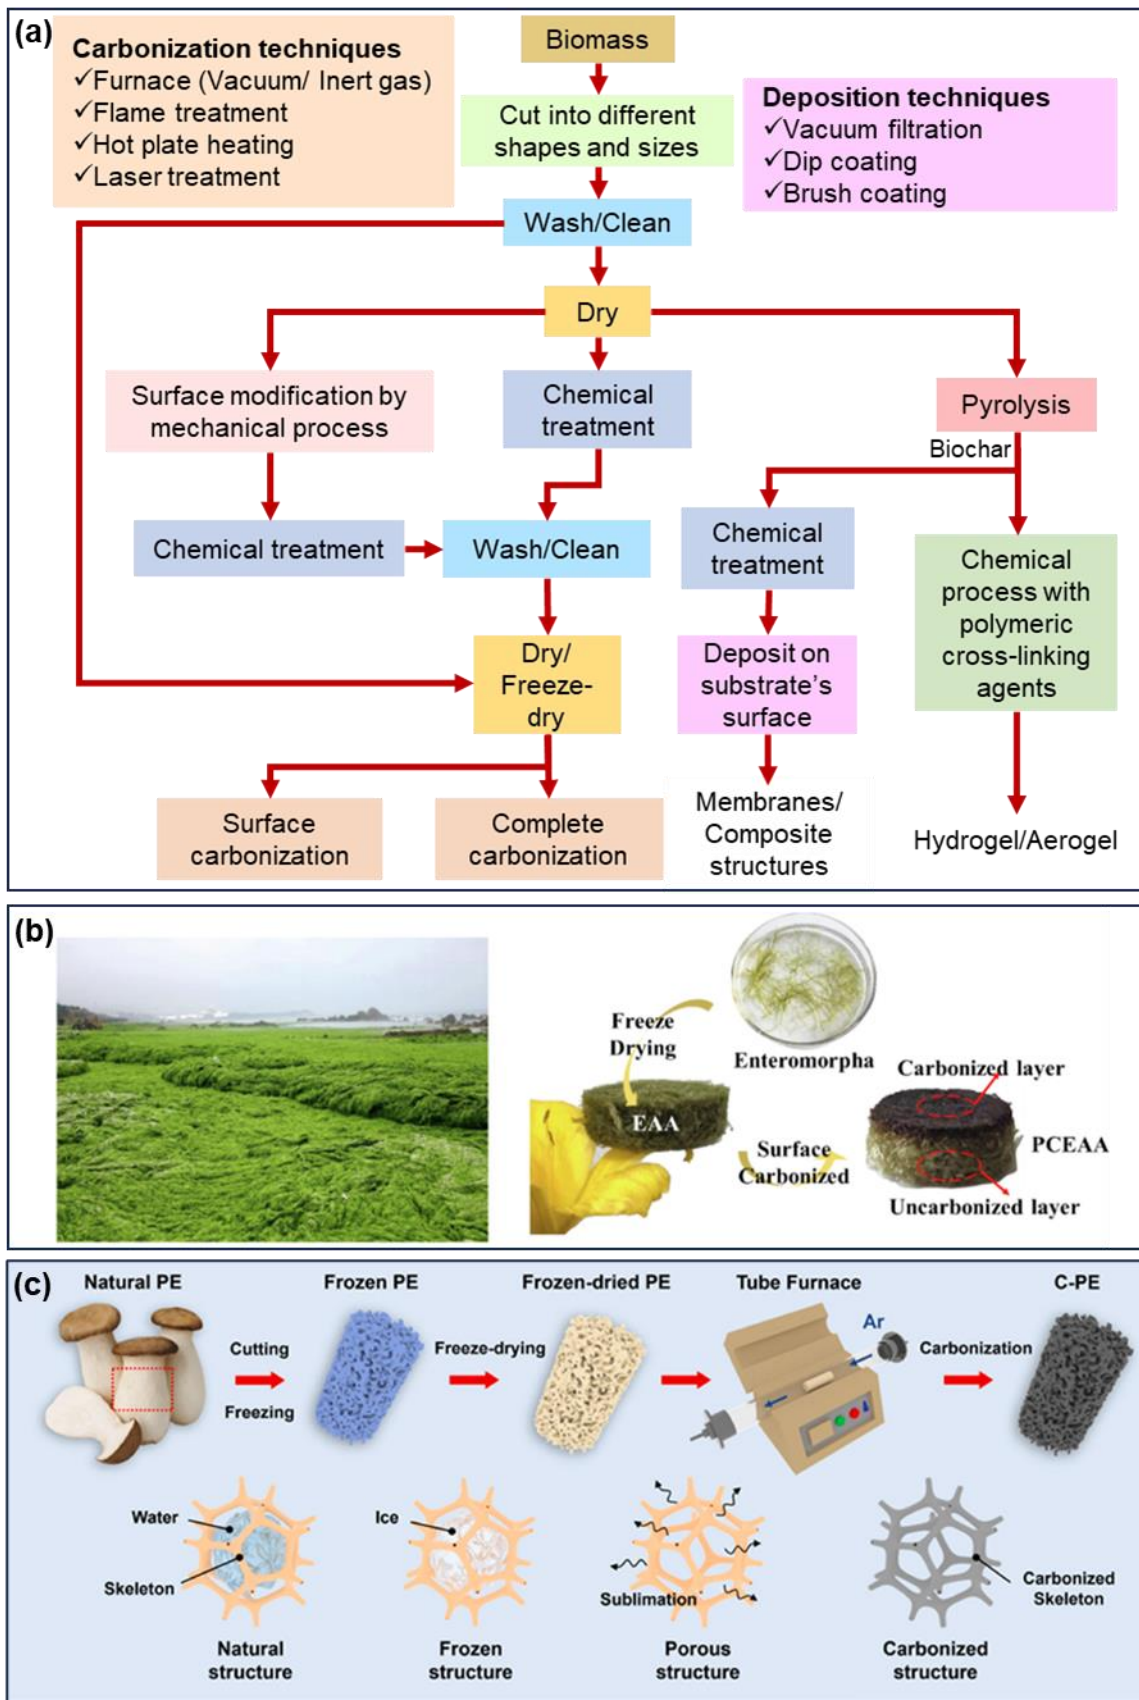 (a)
Carbonization techniques
✓Furnace (Vacuum/ Inert gas)
✓Flame treatment
✓Hot plate heating
✓Laser treatment
Biomass
Cut into different
shapes and sizes
Deposition techniques
✓Vacuum filtration
✓Dip coating
✓Brush coating
Wash/Clean
Dry
Surface modification by
mechanical process
Chemical
treatment
Pyrolysis
Biochar
Chemical treatment
Wash/Clean
Chemical
treatment
Chemical
process with
polymeric
cross-linking
agents
Dry/
Freeze-
dry
Deposit on
substrate's
surface
Surface
carbonization
Complete
carbonization
Membranes/
Composite
structures
Hydrogel/Aerogel
(b)
Freeze
Drying
Enteromorpha
EAA
Surface
Carbonized
Carbonized layer
PCEAA
Uncarbonized layer
(c)
Natural PE
Frozen PE
Frozen-dried PE
Tube Furnace
C-PE
Cutting
Freezing
Freeze-drying
Ar
Carbonization
Water
Skeleton
Ice
Sublimation
Carbonized
Skeleton
Natural
structure
Frozen
structure
Porous
structure
Carbonized
structure